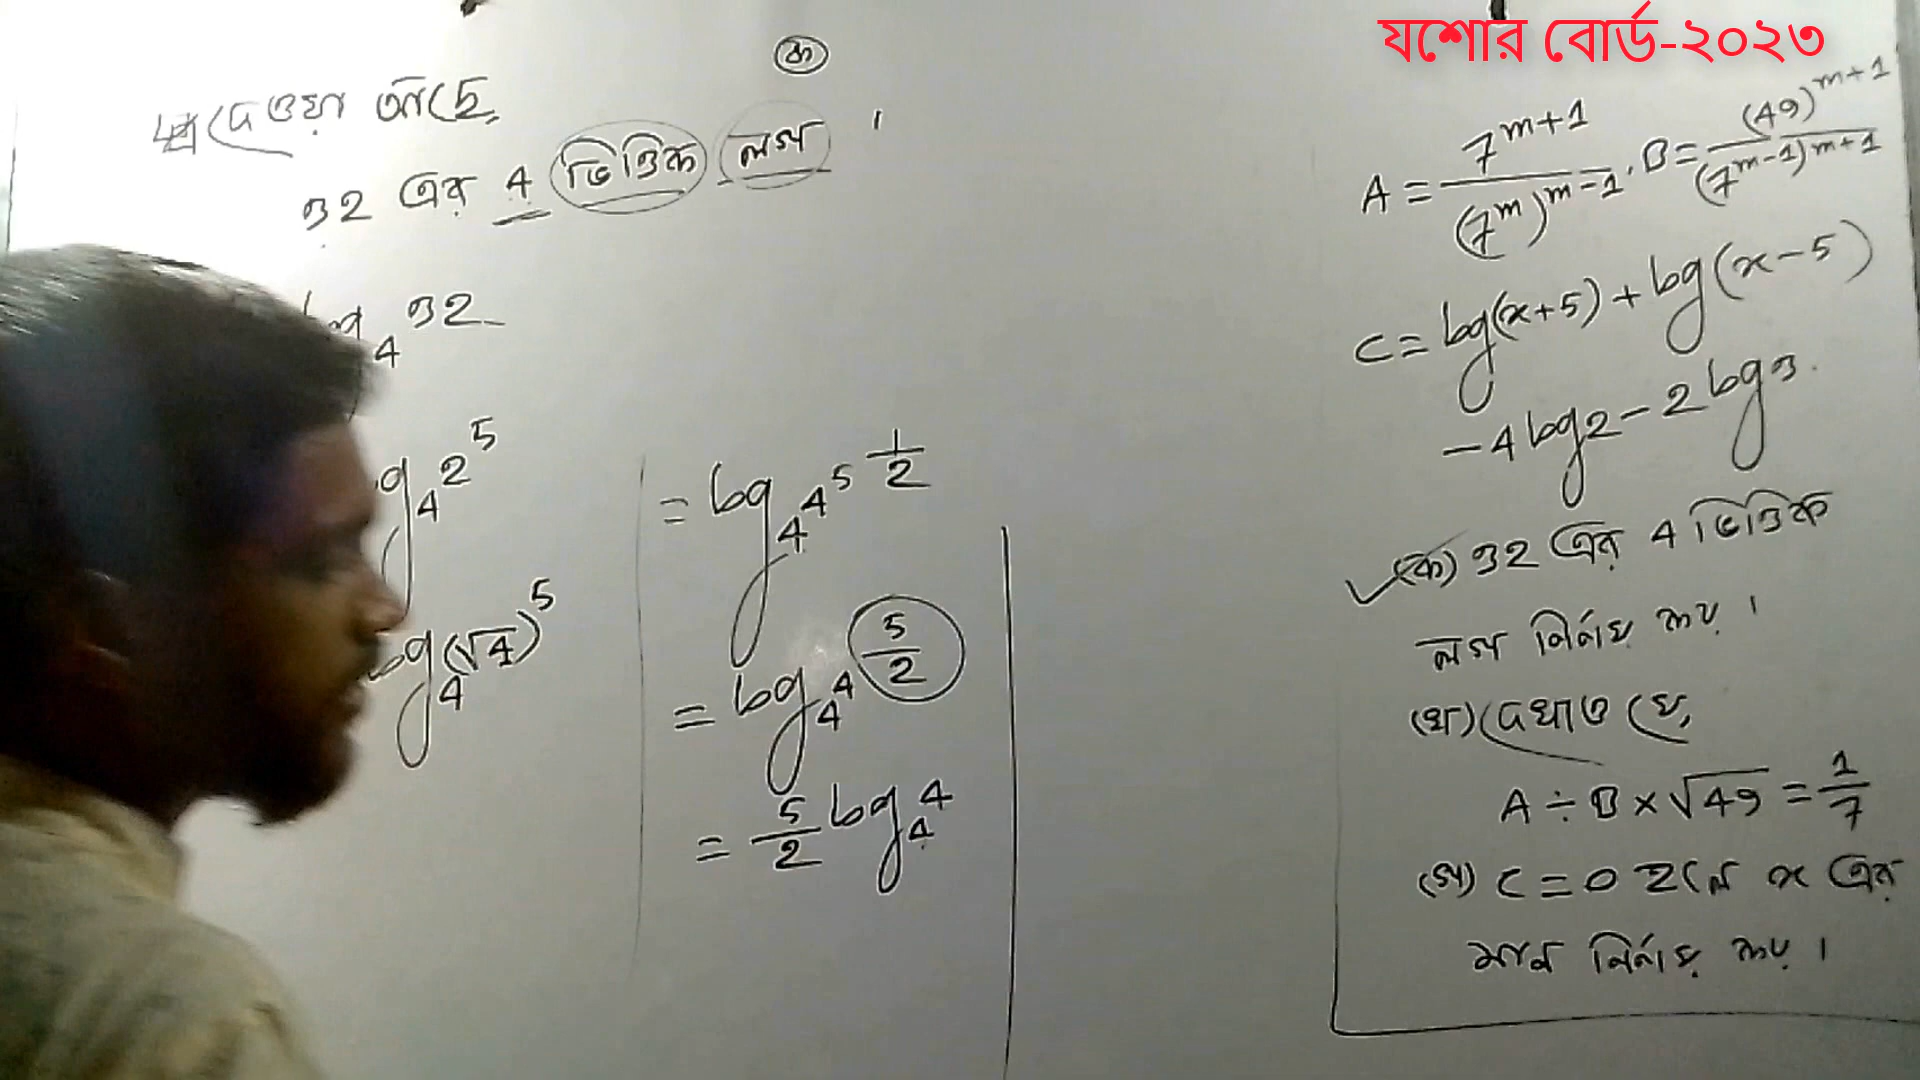 যশোর বোর্ড-২০২৩
ক
দেওয়া আছে,
32 এর 4 ভিত্তিক লগ ।
log₄ 32
log₄ 2⁵
log₄ (√4)⁵
= log₄ 4^(5 1/2)
= log₄ 4^(5/2)
= 5/2 log₄ 4
A = 7^(m+1) / (7^m)^(m-1), B = (49)^(m+1) / (7^(m-1))^(m+1)
C = log(x+5) + log(x-5)
-4 log2 - 2 log3.
(ক) 32 এর 4 ভিত্তিক
লগ নির্ণয় কর ।
(খ) দেখাও যে,
A ÷ B × √49 = 1/7
(গ) C = 0 হলে x এর
মান নির্ণয় কর ।